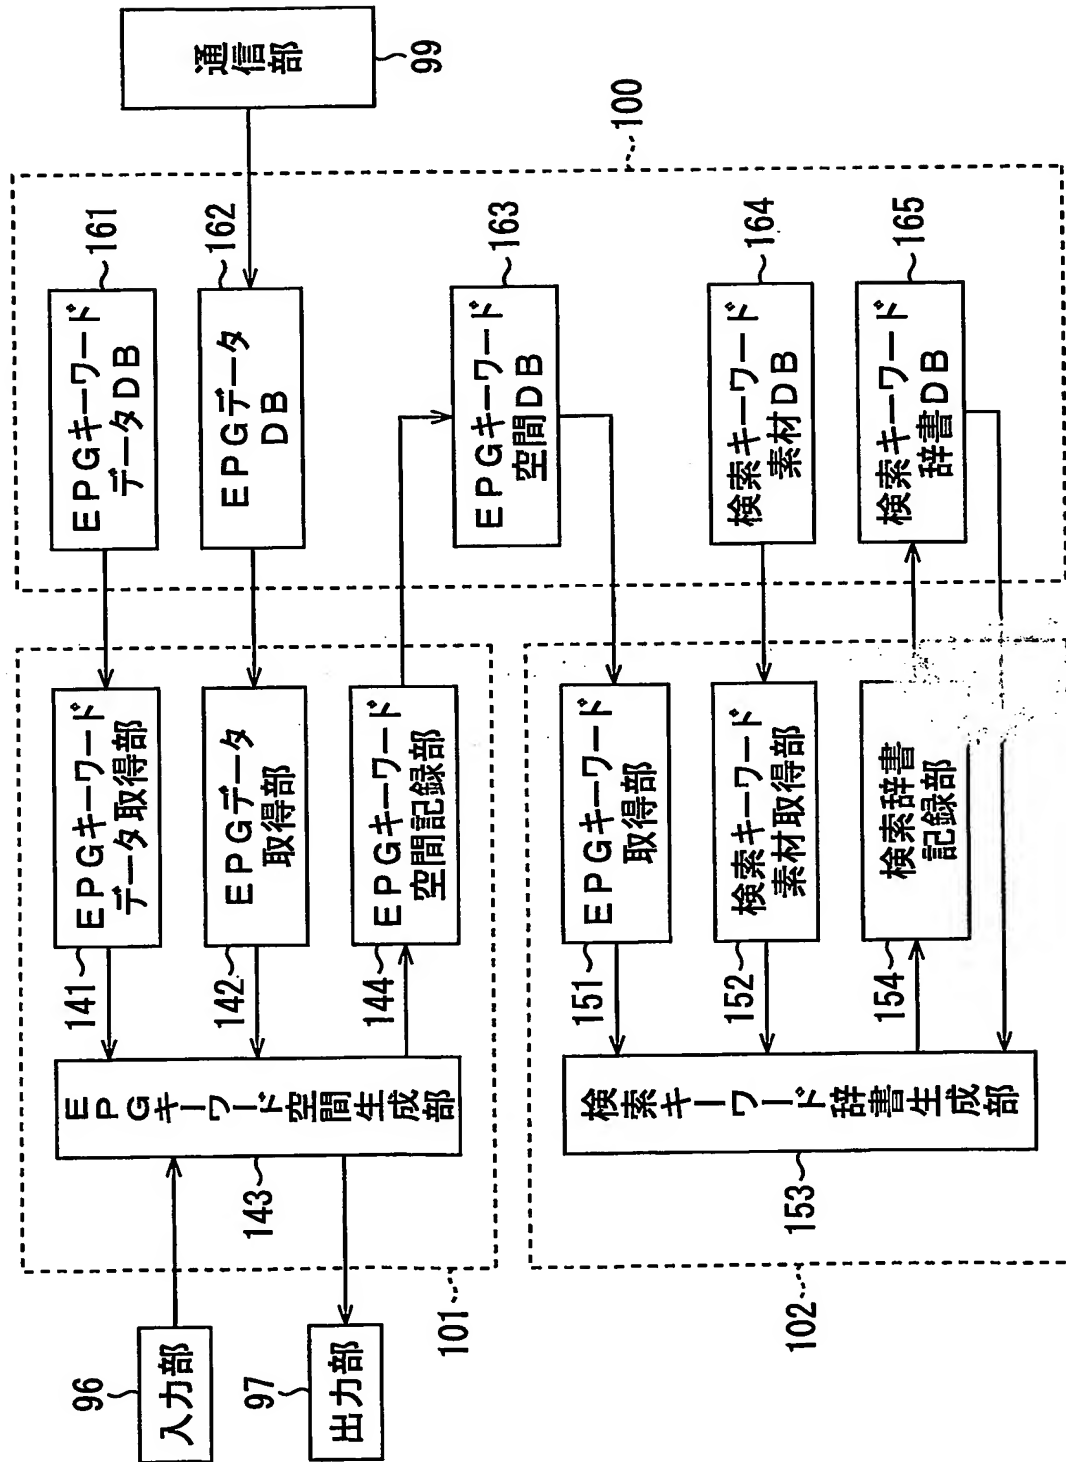 96
入力部
97
出力部
101
EPGキーワード空間生成部
143
141
EPGキーワード
データ取得部
142
EPGデータ
取得部
144
EPGキーワード
空間記録部
102
検索キーワード辞書生成部
153
151
EPGキーワード
取得部
152
検索キーワード
素材取得部
154
検索辞書
記録部
100
EPGキーワード
データDB
161
EPGデータ
DB
162
EPGキーワード
空間DB
163
検索キーワード
素材DB
164
検索キーワード
辞書DB
165
通信部
99